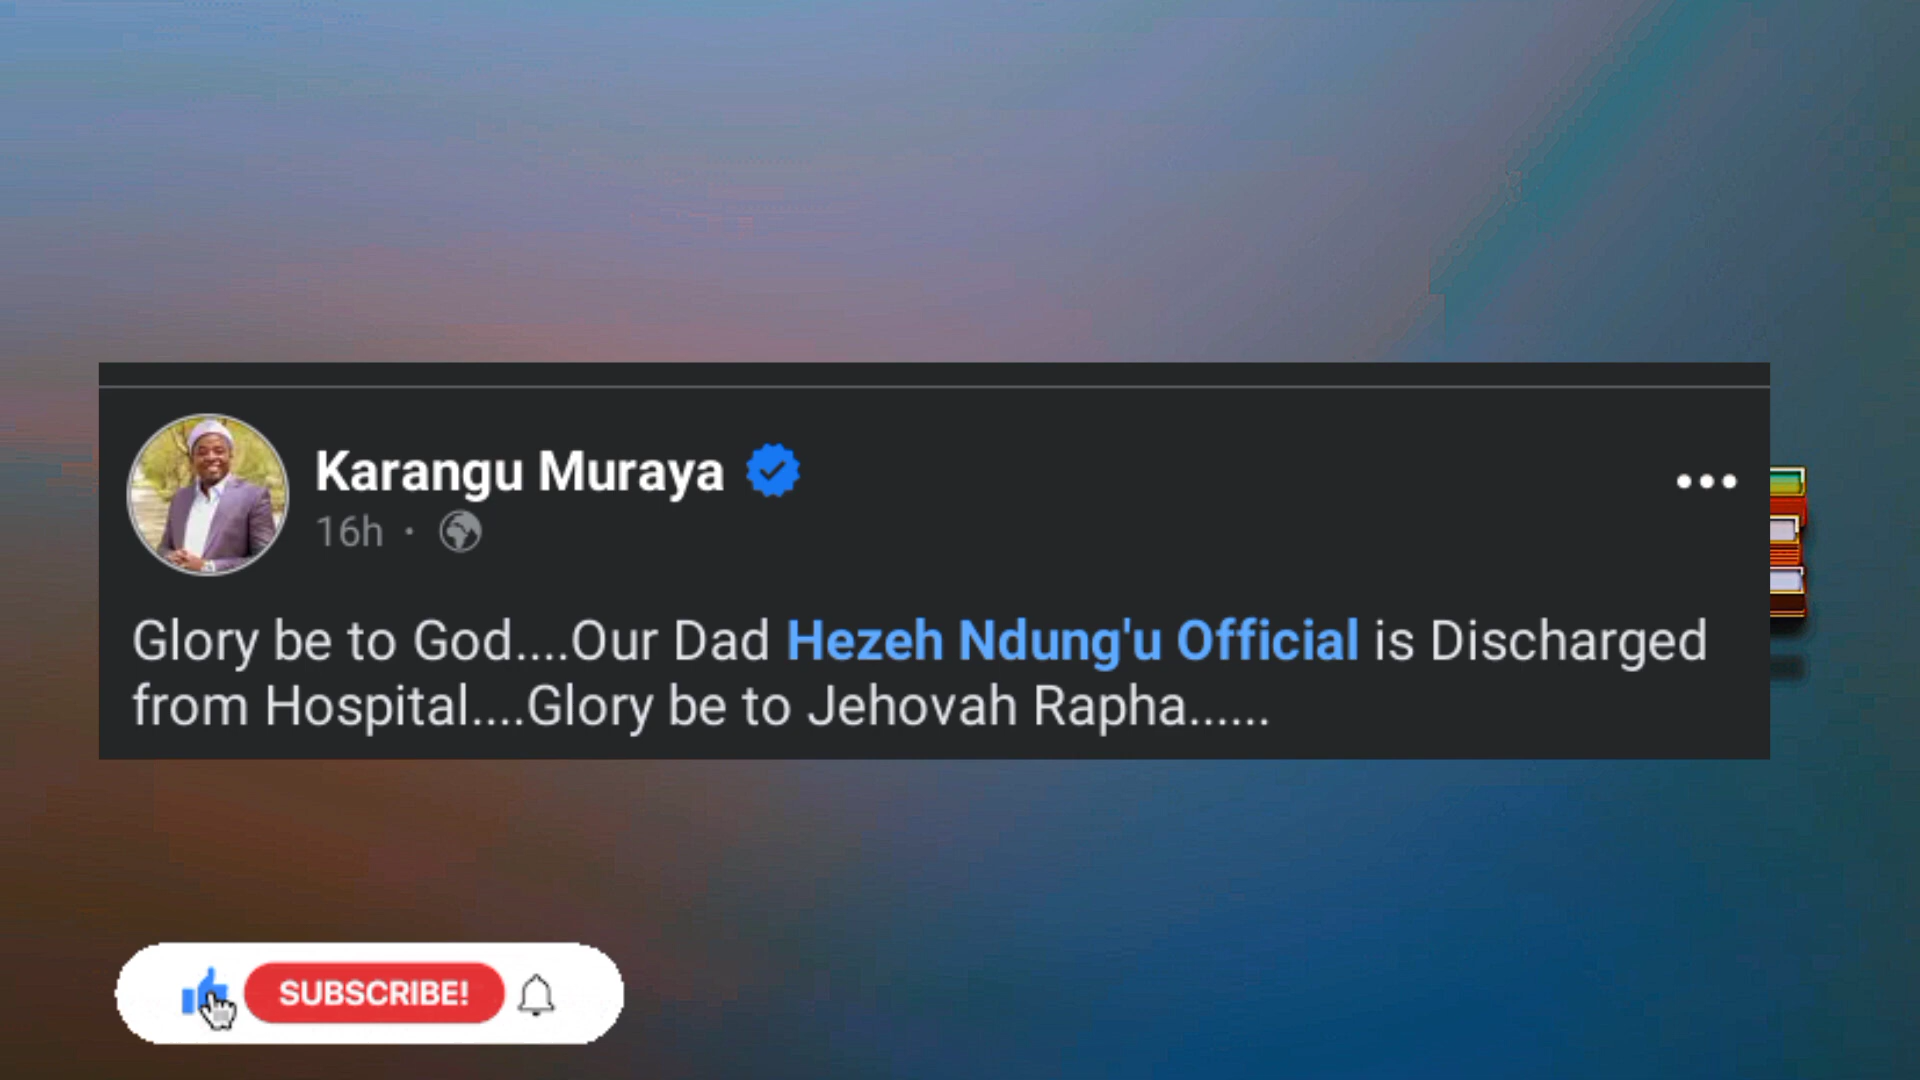 Karangu Muraya
16h ·
Glory be to God....Our Dad Hezeh Ndung'u Official is Discharged
from Hospital....Glory be to Jehovah Rapha......
SUBSCRIBE!